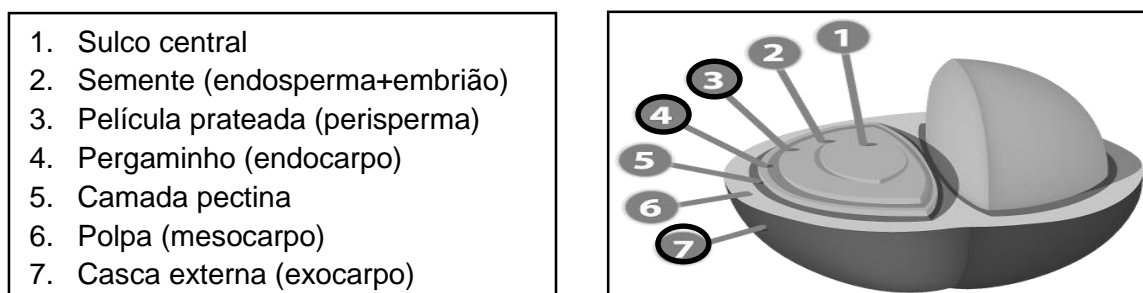 1. Sulco central
2. Semente (endosperma+embrião)
3. Película prateada (perisperma)
4. Pergaminho (endocarpo)
5. Camada pectina
6. Polpa (mesocarpo)
7. Casca externa (exocarpo)
1
2
3
4
5
6
7